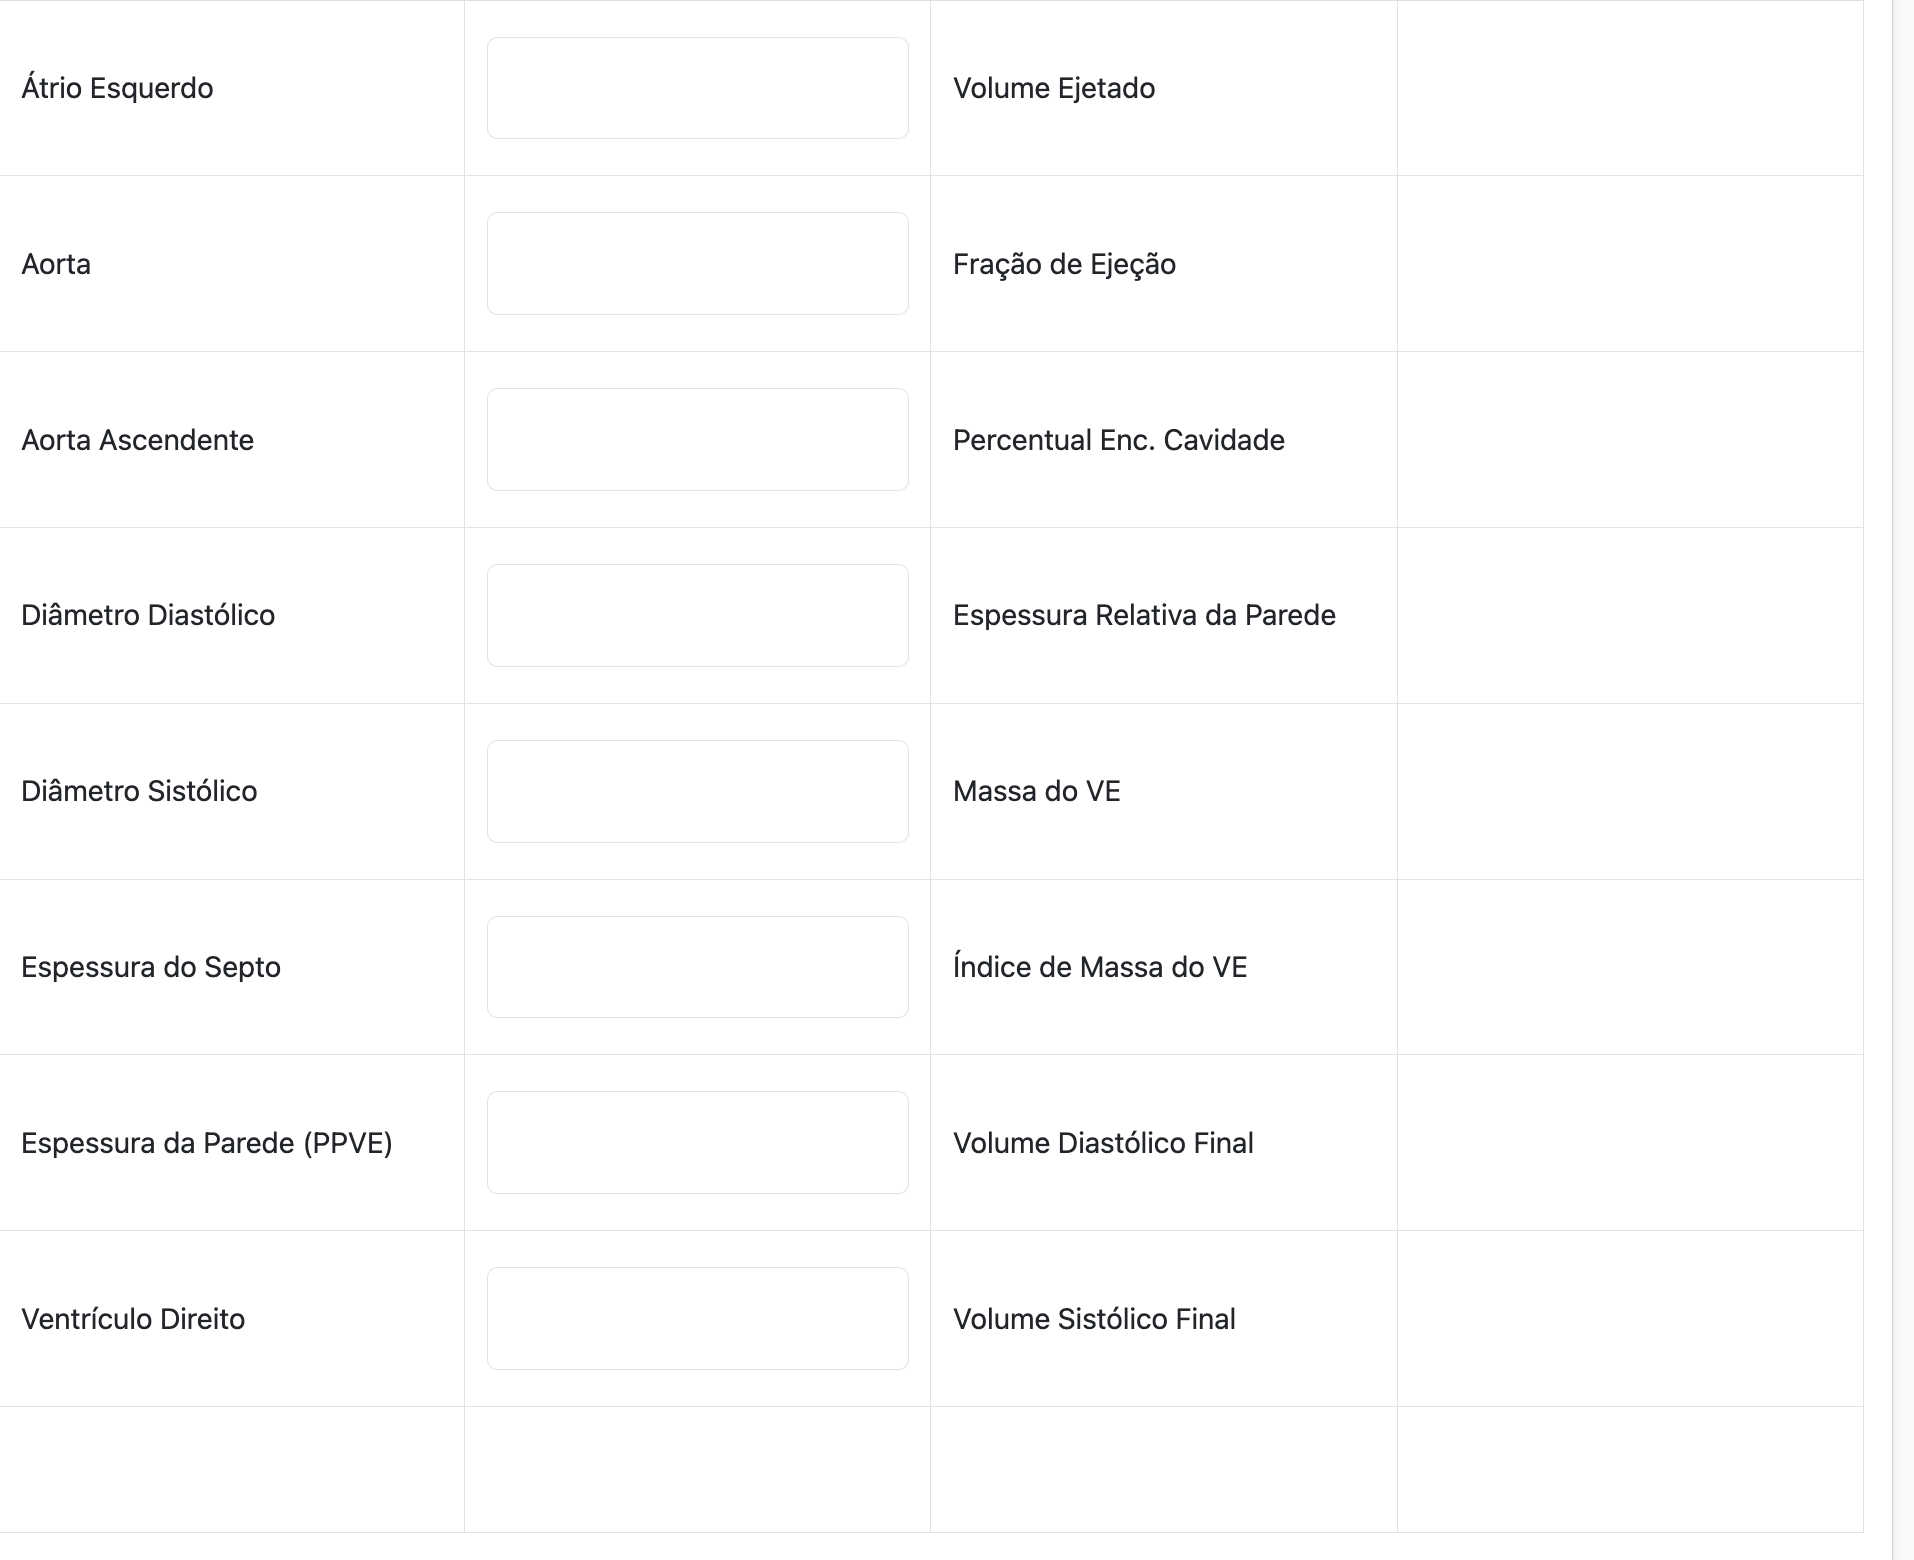 Átrio Esquerdo
Volume Ejetado
Aorta
Fração de Ejeção
Aorta Ascendente
Percentual Enc. Cavidade
Diâmetro Diastólico
Espessura Relativa da Parede
Diâmetro Sistólico
Massa do VE
Espessura do Septo
Índice de Massa do VE
Espessura da Parede (PPVE)
Volume Diastólico Final
Ventrículo Direito
Volume Sistólico Final